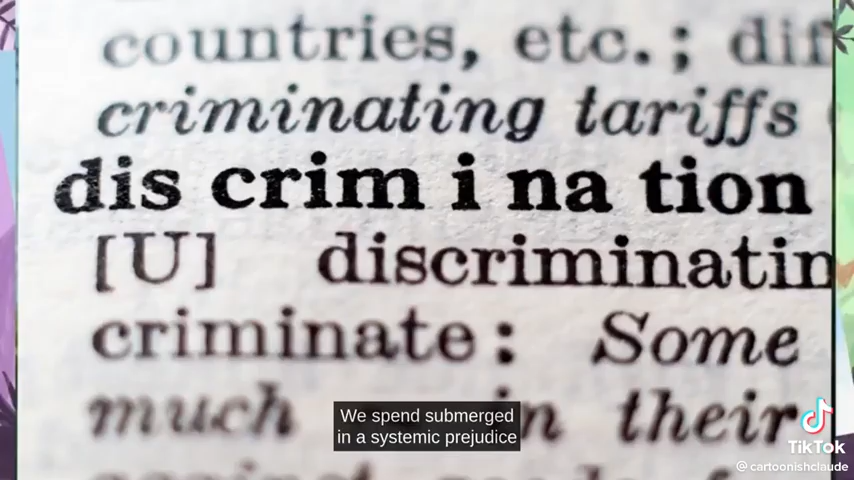 countries, etc.; dif
criminating tariffs
dis crim i na tion
[U] discriminatin
criminate: Some
much in their
We spend submerged
in a systemic prejudice
TikTok
@cartoonishclaude